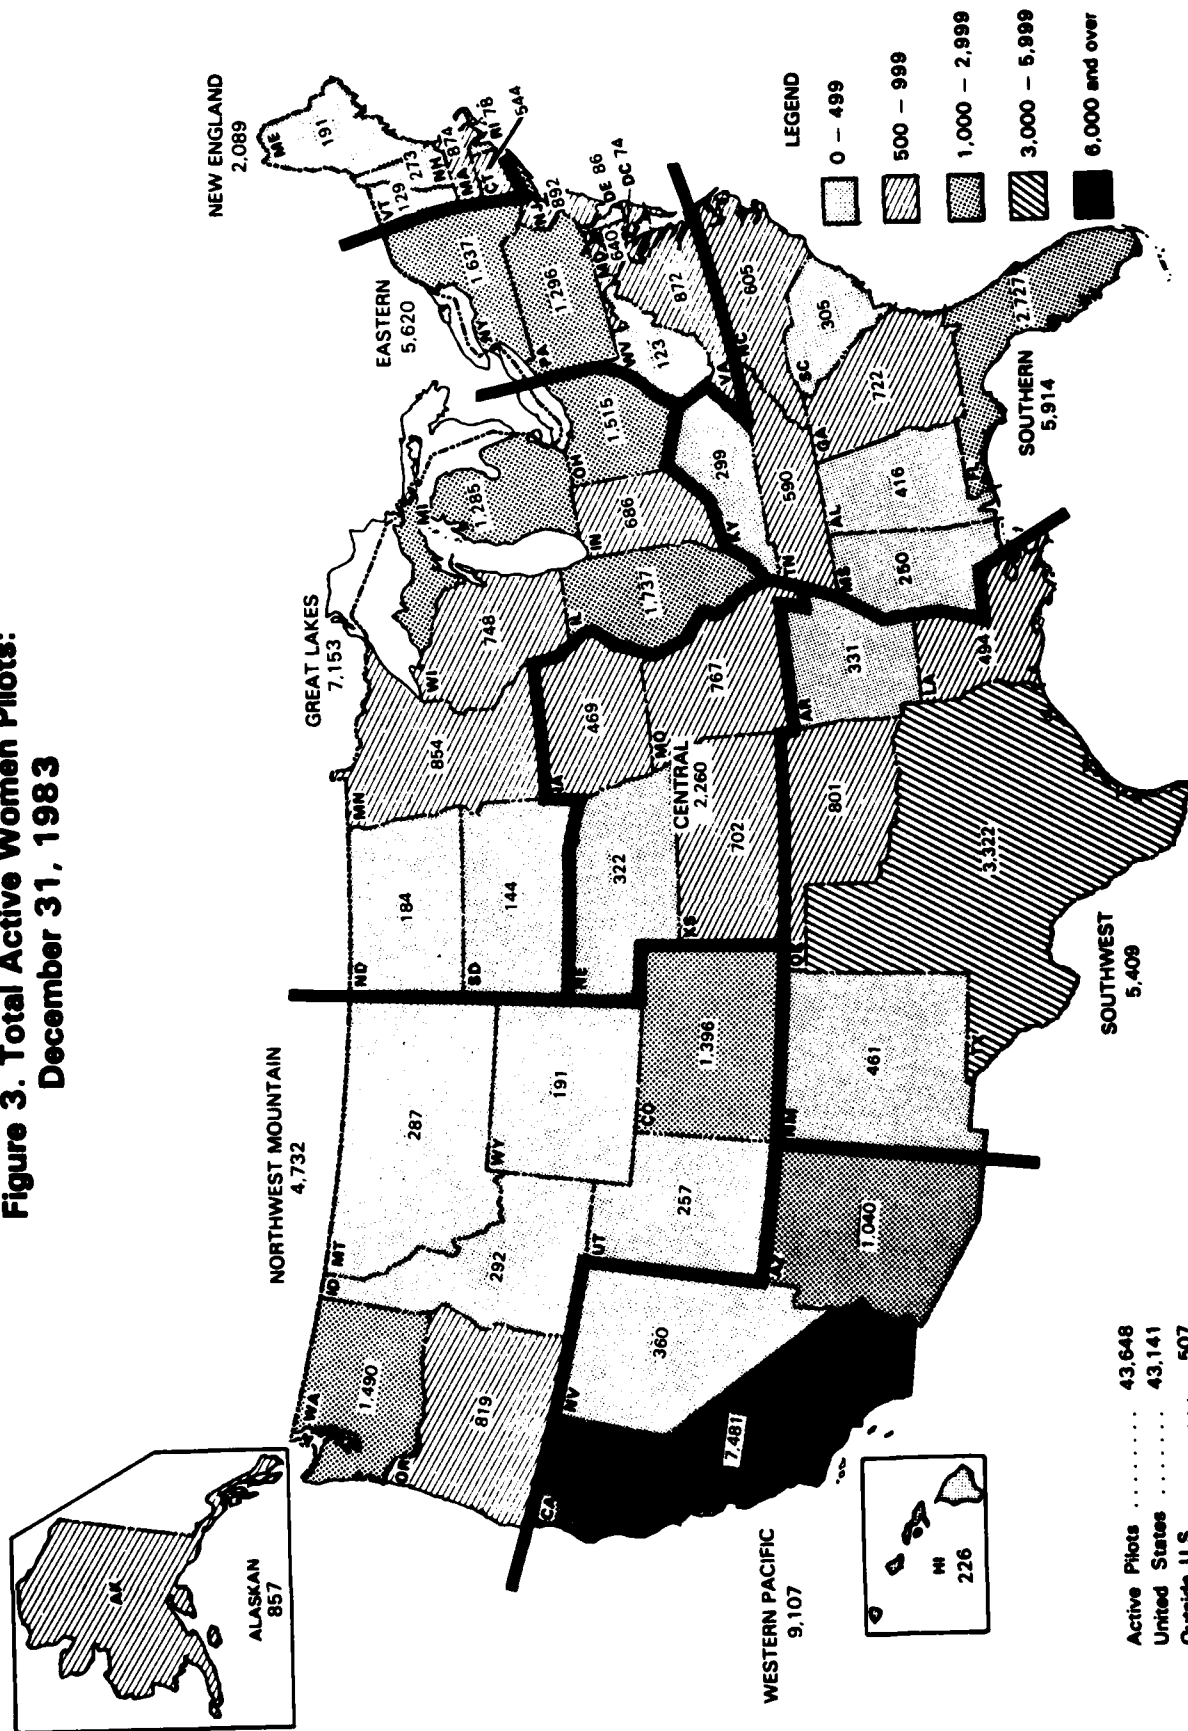 Figure 3. Total Active Women Pilots:
December 31, 1983
ALASKAN
857
AK
NORTHWEST MOUNTAIN
4,732
GREAT LAKES
7,153
EASTERN
5,620
NEW ENGLAND
2,089
WA
1,490
OR
819
ID
292
MT
287
WY
191
UT
257
CO
1,396
ND
184
SD
144
NE
322
KS
702
CENTRAL
2,260
MN
854
WI
748
IA
469
MO
767
IL
1,737
IN
686
MI
1,285
OH
1,515
NY
1,637
PA
1,296
NJ
892
WV
123
VA
872
MD
640
DE 86
DC 74
ME
191
VT
129
NH
273
MA
874
CT
544
RI 78
KY
299
TN
590
NC
605
SC
305
GA
722
AL
416
MS
250
FL
2,727
SOUTHERN
5,914
AR
331
LA
494
OK
801
TX
3,322
NM
461
SOUTHWEST
5,409
AZ
1,040
NV
360
CA
7,481
WESTERN PACIFIC
9,107
HI
226
LEGEND
0 – 499
500 – 999
1,000 – 2,999
3,000 – 5,999
6,000 and over
Active Pilots ........ 43,648
United States ........ 43,141
Outside U.S. 507